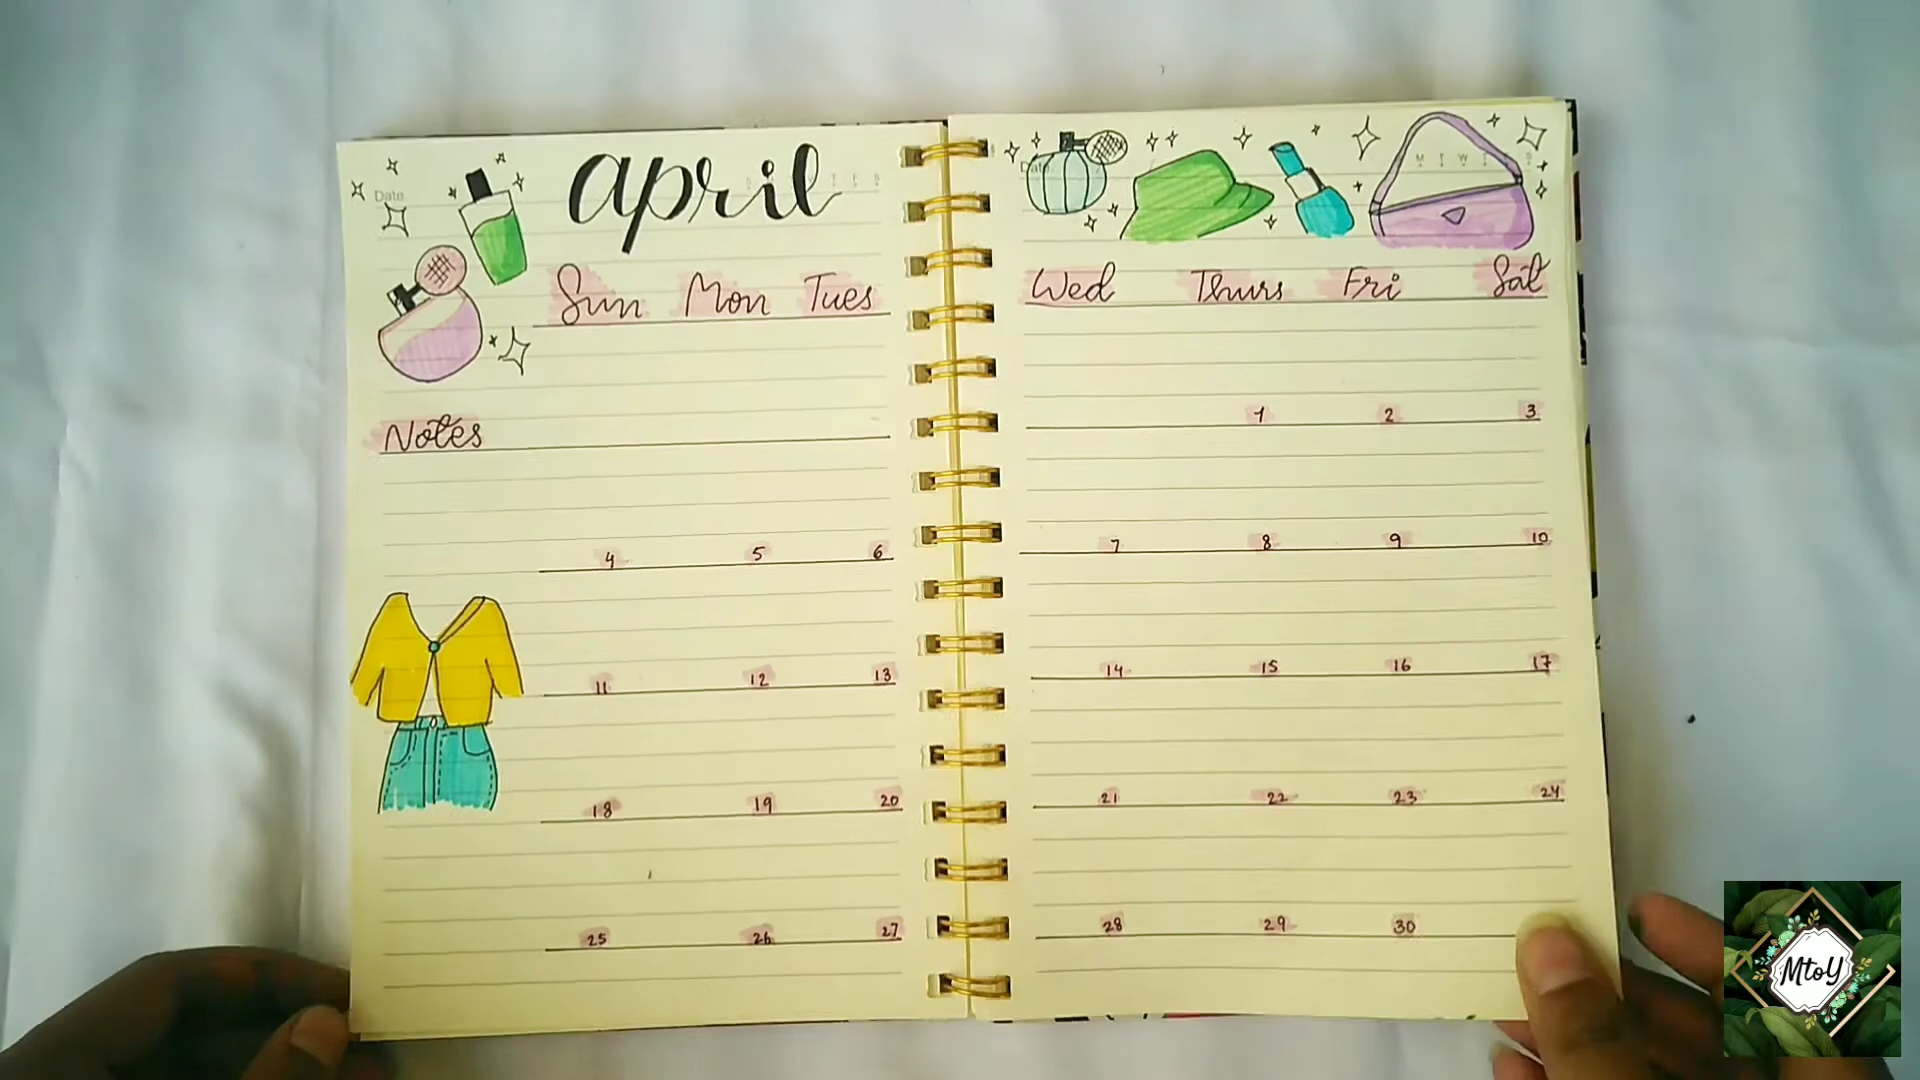 april
Date
Date
M T W T S
Sun Mon Tues
Wed Thurs Fri Sat
Notes
1 2 3
4 5 6
7 8 9 10
11 12 13
14 15 16 17
18 19 20
21 22 23 24
25 26 27
28 29 30
MtoY